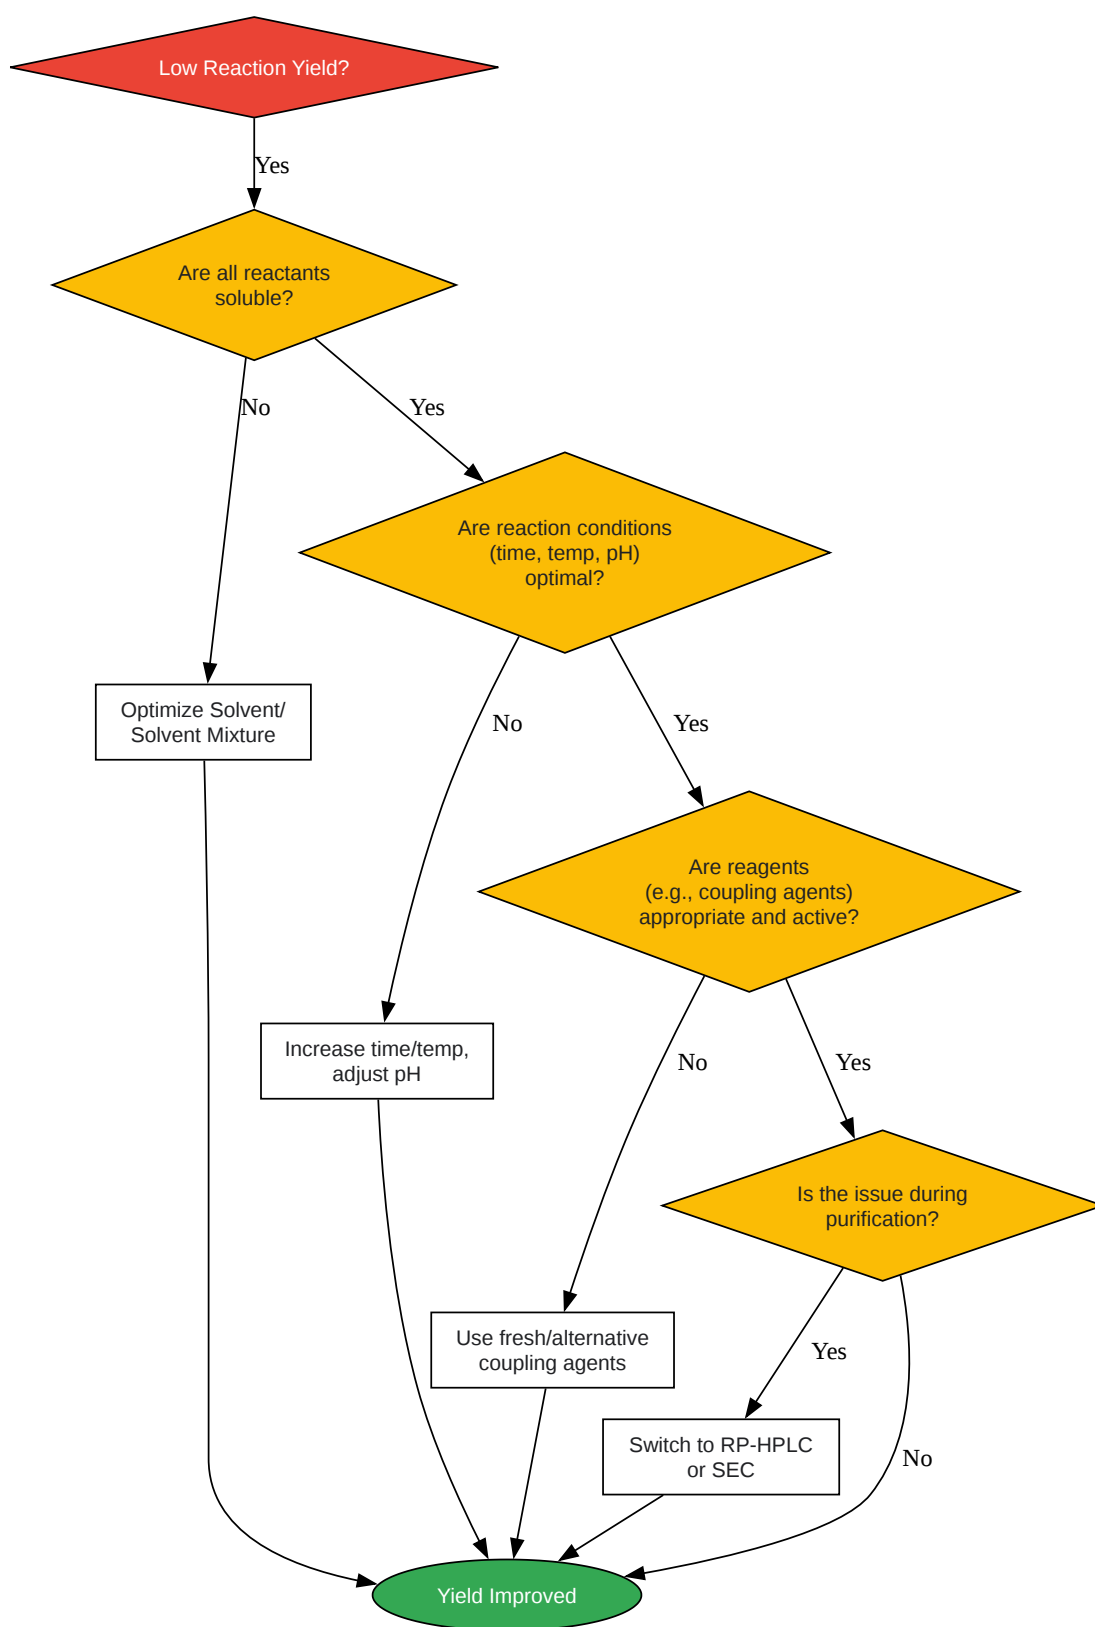 Low Reaction Yield?
Yes
Are all reactants
soluble?
No
Yes
Are reaction conditions
(time, temp, pH)
optimal?
Optimize Solvent/
Solvent Mixture
No
Yes
Are reagents
(e.g., coupling agents)
appropriate and active?
Increase time/temp,
adjust pH
No
Yes
Is the issue during
purification?
Use fresh/alternative
coupling agents
Yes
Switch to RP-HPLC
or SEC
No
Yield Improved